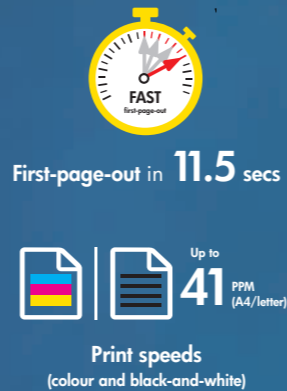 FAST
first-page-out
First-page-out in 11.5 secs
Up to
41 PPM
(A4/letter)
Print speeds
(colour and black-and-white)